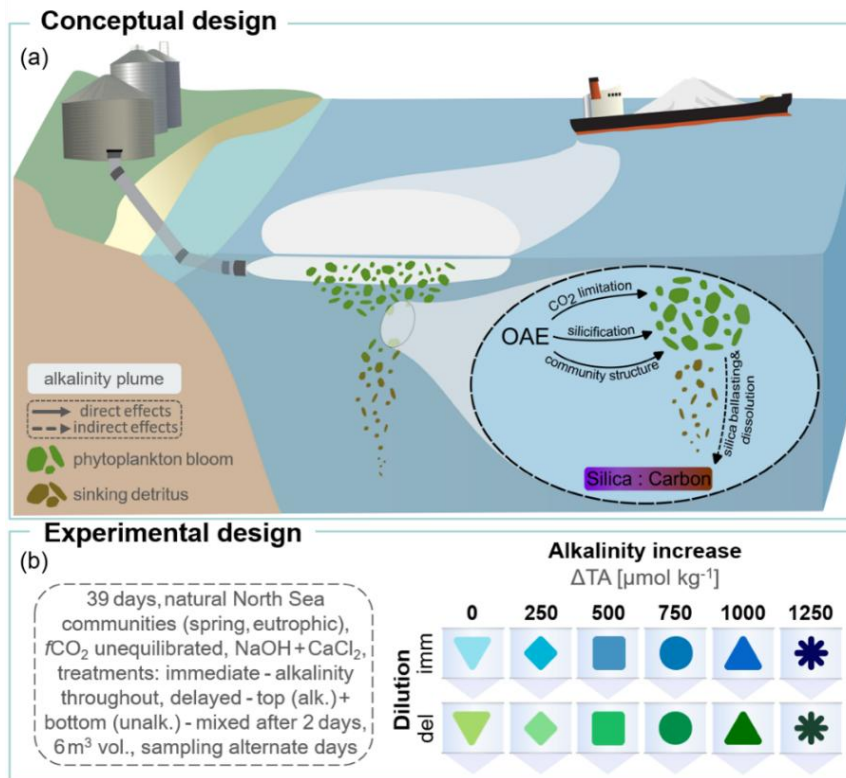 Conceptual design
(a)
CO₂ limitation
OAE
silicification
community structure
silica ballasting&
dissolution
Silica : Carbon
alkalinity plume
direct effects
indirect effects
phytoplankton bloom
sinking detritus
Experimental design
(b)
39 days, natural North Sea
communities (spring, eutrophic),
fCO₂ unequilibrated, NaOH+CaCl₂,
treatments: immediate - alkalinity
throughout, delayed - top (alk.)+
bottom (unalk.) - mixed after 2 days,
6 m³ vol., sampling alternate days
Alkalinity increase
ΔTA [µmol kg⁻¹]
0 250 500 750 1000 1250
Dilution
imm
del